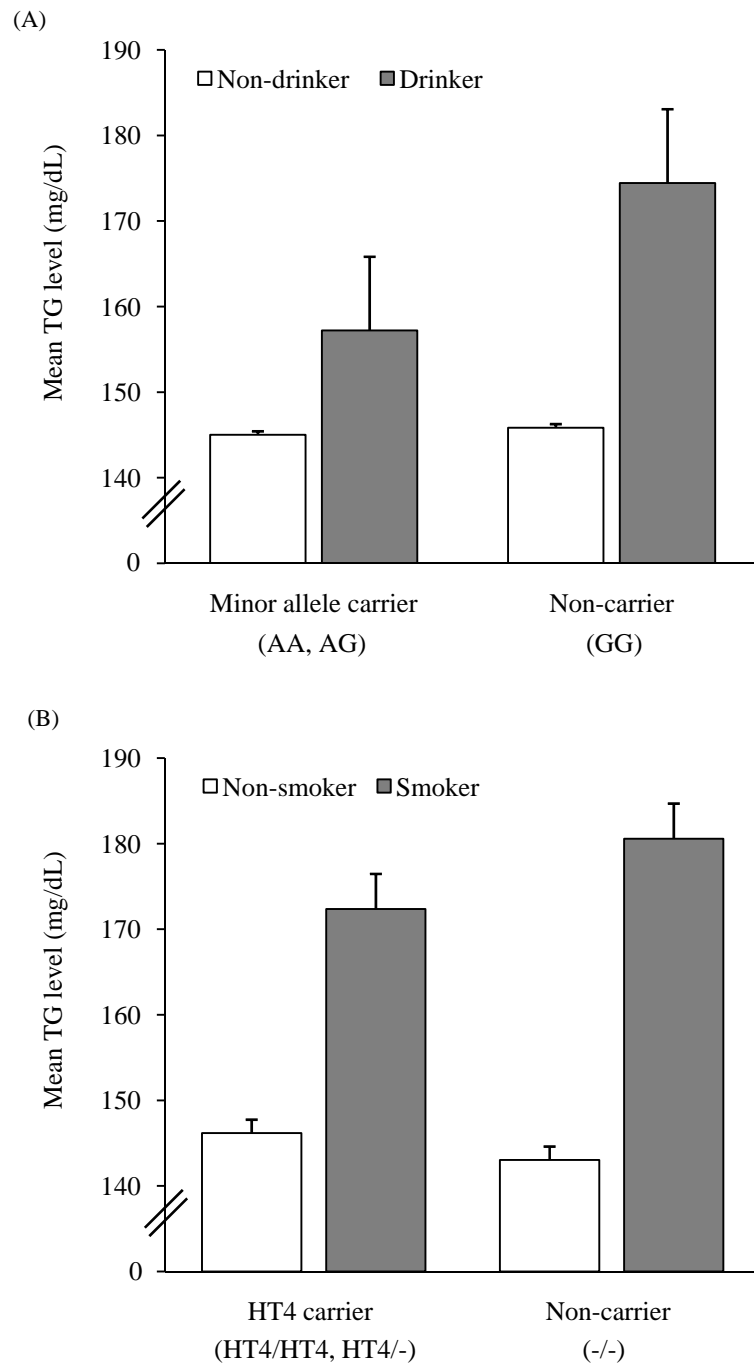 (A)
190
Non-drinker Drinker
180
170
160
150
140
0
Mean TG level (mg/dL)
Minor allele carrier Non-carrier
(AA, AG) (GG)
(B)
190
Non-smoker Smoker
180
170
160
150
140
0
Mean TG level (mg/dL)
HT4 carrier Non-carrier
(HT4/HT4, HT4/-) (-/-)